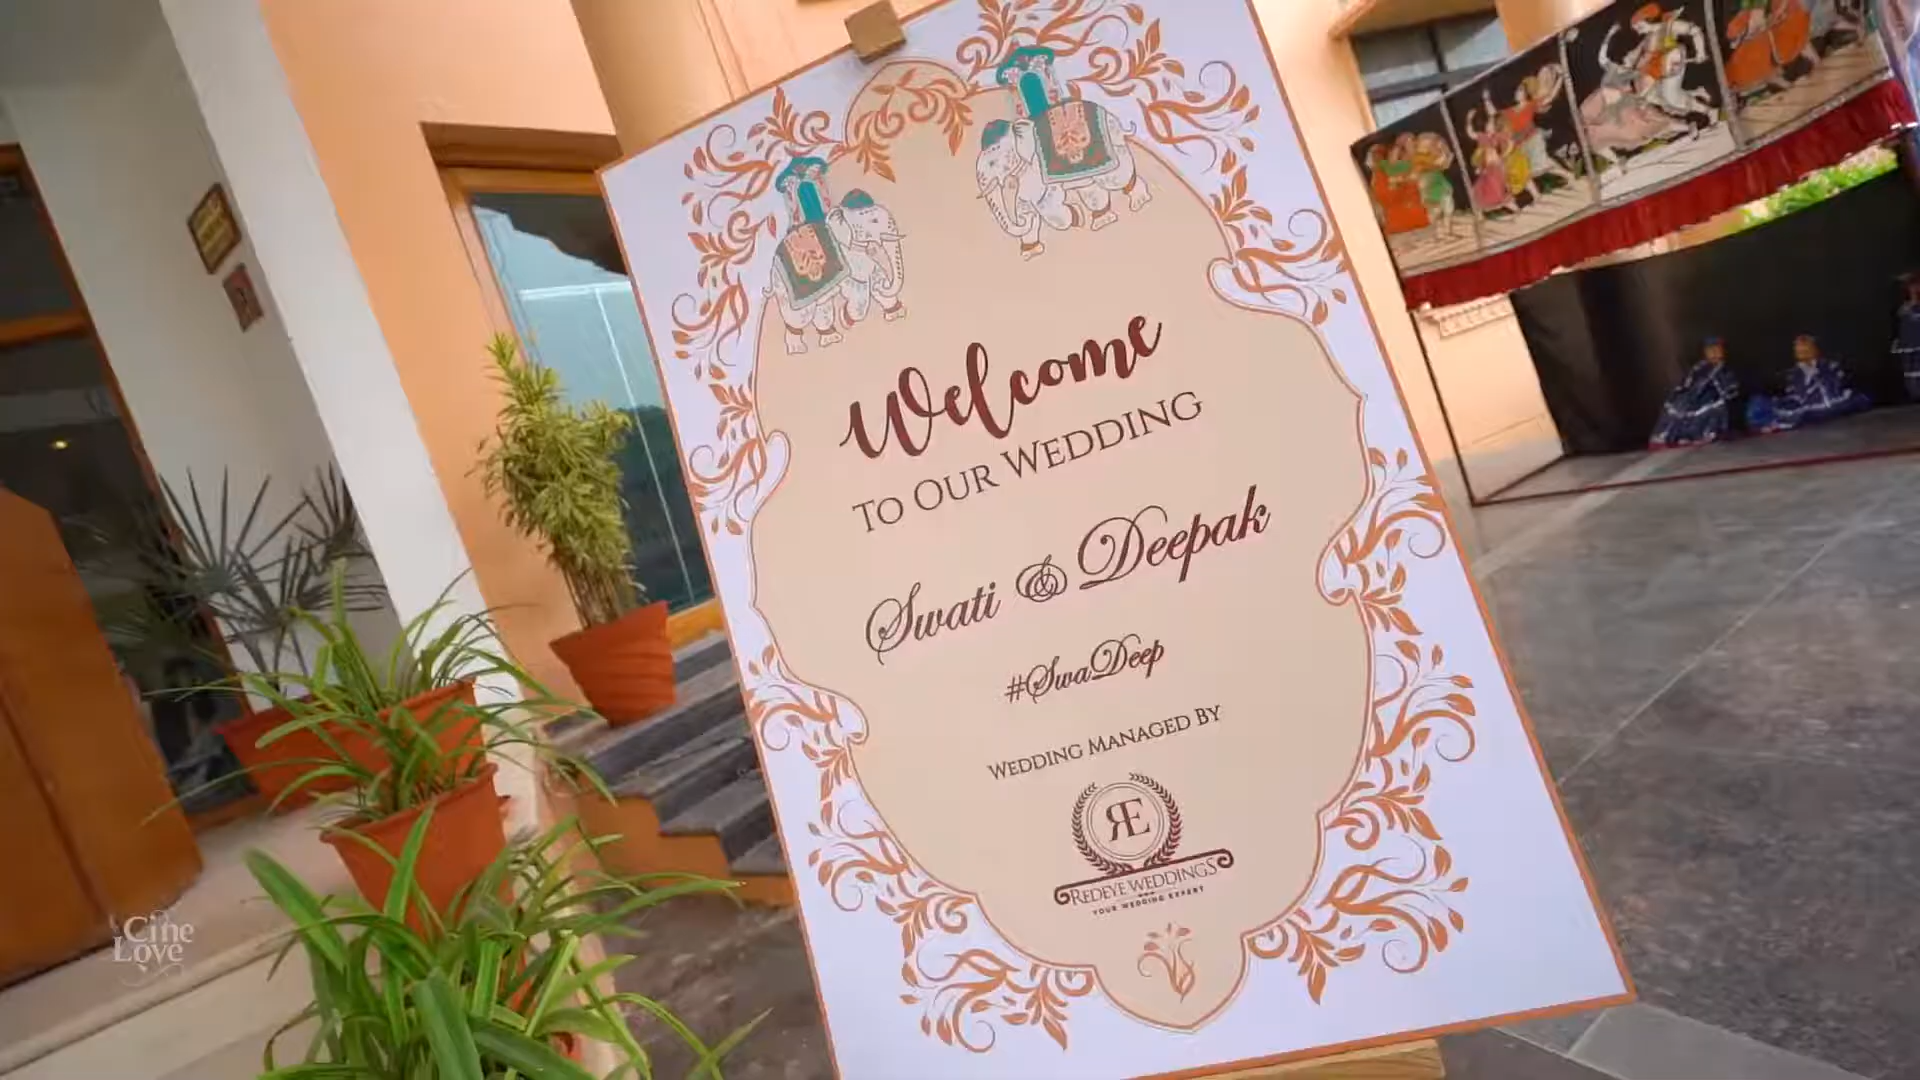 Welcome
TO OUR WEDDING
Swati & Deepak
#SwaDeep
WEDDING MANAGED BY
RE
REDEYE WEDDINGS
YOUR WEDDING EXPERT
Cine
Love